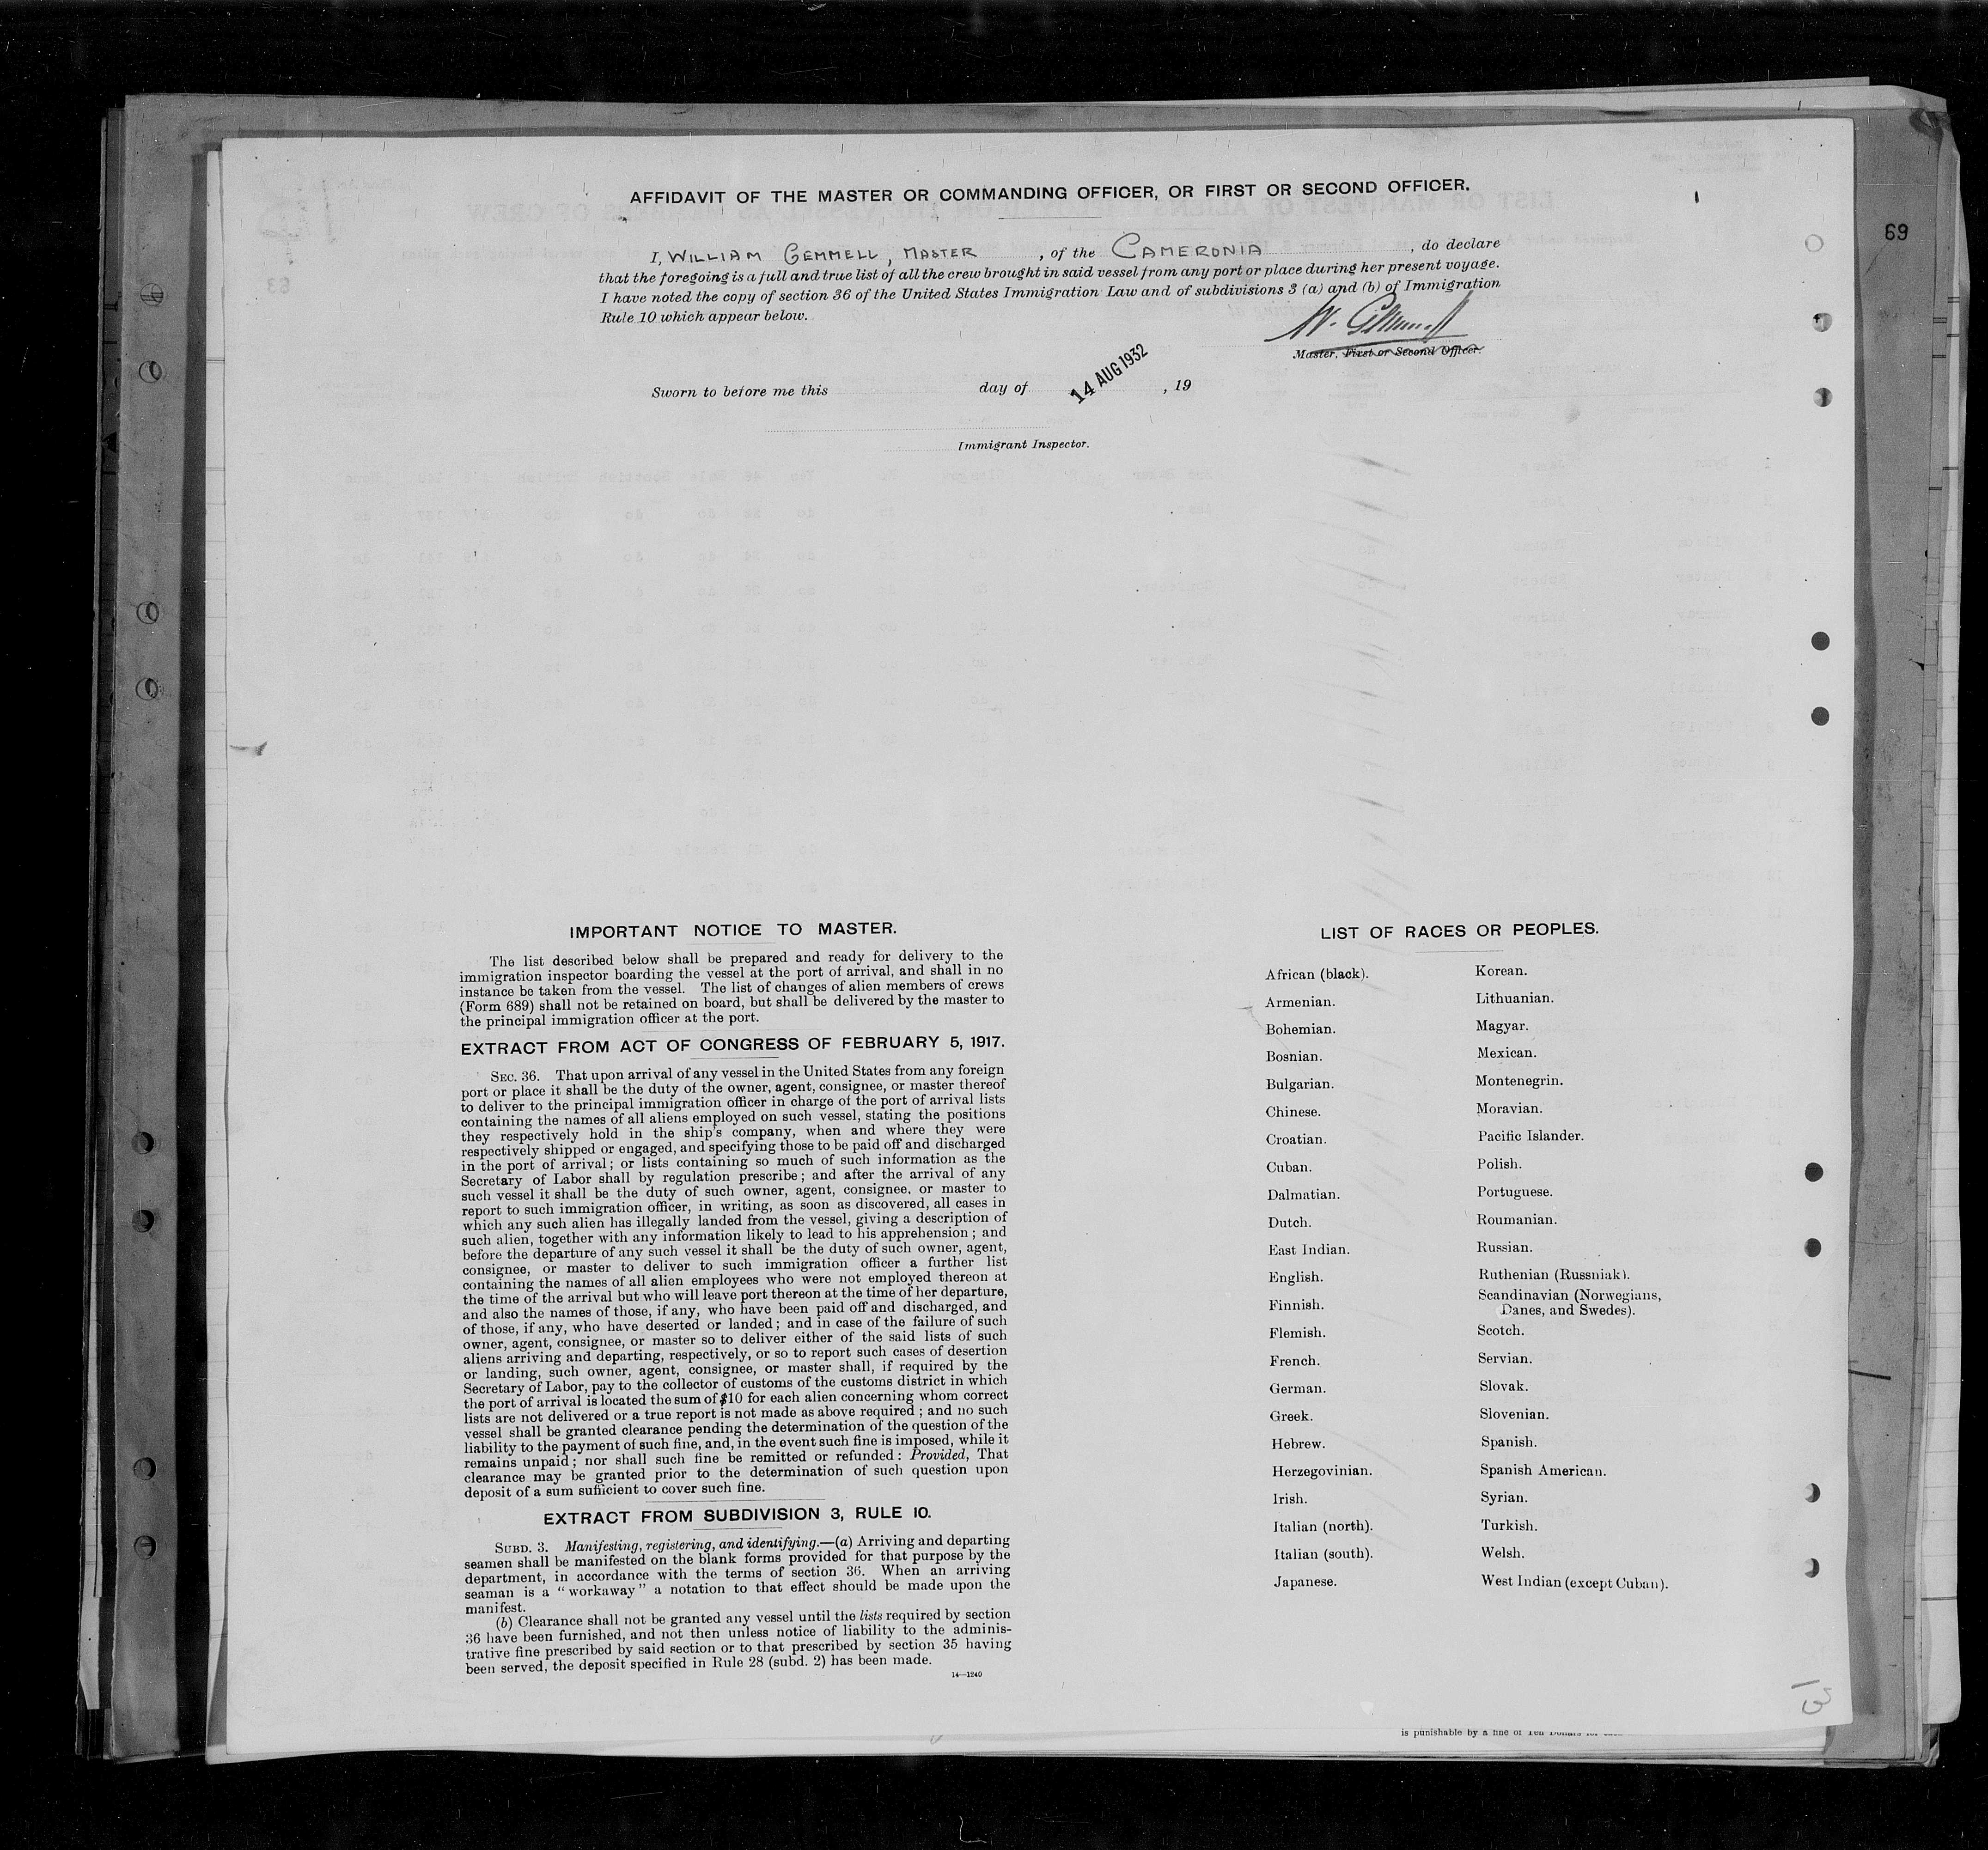 AFFIDAVIT OF THE MASTER OR COMMANDING OFFICER, OR FIRST OR SECOND OFFICER.
I, WILLIAM GEMMELL, MASTER, of the CAMERONIA, do declare
that the foregoing is a full and true list of all the crew brought in said vessel from any port or place during her present voyage.
I have noted the copy of section 36 of the United States Immigration Law and of subdivisions 3 (a) and (b) of Immigration
Rule 10 which appear below.
W. Gemmell
Master, First or Second Officer.
Sworn to before me this day of 14 AUG 1932, 19
Immigrant Inspector.
69
IMPORTANT NOTICE TO MASTER.
The list described below shall be prepared and ready for delivery to the
immigration inspector boarding the vessel at the port of arrival, and shall in no
instance be taken from the vessel. The list of changes of alien members of crews
(Form 689) shall not be retained on board, but shall be delivered by the master to
the principal immigration officer at the port.
EXTRACT FROM ACT OF CONGRESS OF FEBRUARY 5, 1917.
SEC. 36. That upon arrival of any vessel in the United States from any foreign
port or place it shall be the duty of the owner, agent, consignee, or master thereof
to deliver to the principal immigration officer in charge of the port of arrival lists
containing the names of all aliens employed on such vessel, stating the positions
they respectively hold in the ship's company, when and where they were
respectively shipped or engaged, and specifying those to be paid off and discharged
in the port of arrival; or lists containing so much of such information as the
Secretary of Labor shall by regulation prescribe; and after the arrival of any
such vessel it shall be the duty of such owner, agent, consignee, or master to
report to such immigration officer, in writing, as soon as discovered, all cases in
which any such alien has illegally landed from the vessel, giving a description of
such alien, together with any information likely to lead to his apprehension; and
before the departure of any such vessel it shall be the duty of such owner, agent,
consignee, or master to deliver to such immigration officer a further list
containing the names of all alien employees who were not employed thereon at
the time of the arrival but who will leave port thereon at the time of her departure,
and also the names of those, if any, who have been paid off and discharged, and
of those, if any, who have deserted or landed; and in case of the failure of such
owner, agent, consignee, or master so to deliver either of the said lists of such
aliens arriving and departing, respectively, or so to report such cases of desertion
or landing, such owner, agent, consignee, or master shall, if required by the
Secretary of Labor, pay to the collector of customs of the customs district in which
the port of arrival is located the sum of $10 for each alien concerning whom correct
lists are not delivered or a true report is not made as above required; and no such
vessel shall be granted clearance pending the determination of the question of the
liability to the payment of such fine, and, in the event such fine is imposed, while it
remains unpaid; nor shall such fine be remitted or refunded: Provided, That
clearance may be granted prior to the determination of such question upon
deposit of a sum sufficient to cover such fine.
EXTRACT FROM SUBDIVISION 3, RULE 10.
SUBD. 3. Manifesting, registering, and identifying.—(a) Arriving and departing
seamen shall be manifested on the blank forms provided for that purpose by the
department, in accordance with the terms of section 36. When an arriving
seaman is a "workaway" a notation to that effect should be made upon the
manifest.
(b) Clearance shall not be granted any vessel until the lists required by section
36 have been furnished, and not then unless notice of liability to the adminis-
trative fine prescribed by said section or to that prescribed by section 35 having
been served, the deposit specified in Rule 28 (subd. 2) has been made.
14—1240
LIST OF RACES OR PEOPLES.
African (black).
Armenian.
Bohemian.
Bosnian.
Bulgarian.
Chinese.
Croatian.
Cuban.
Dalmatian.
Dutch.
East Indian.
English.
Finnish.
Flemish.
French.
German.
Greek.
Hebrew.
Herzegovinian.
Irish.
Italian (north).
Italian (south).
Japanese.
Korean.
Lithuanian.
Magyar.
Mexican.
Montenegrin.
Moravian.
Pacific Islander.
Polish.
Portuguese.
Roumanian.
Russian.
Ruthenian (Russniak).
Scandinavian (Norwegians,
Danes, and Swedes).
Scotch.
Servian.
Slovak.
Slovenian.
Spanish.
Spanish American.
Syrian.
Turkish.
Welsh.
West Indian (except Cuban).
13
is punishable by a fine of Ten Dollars for